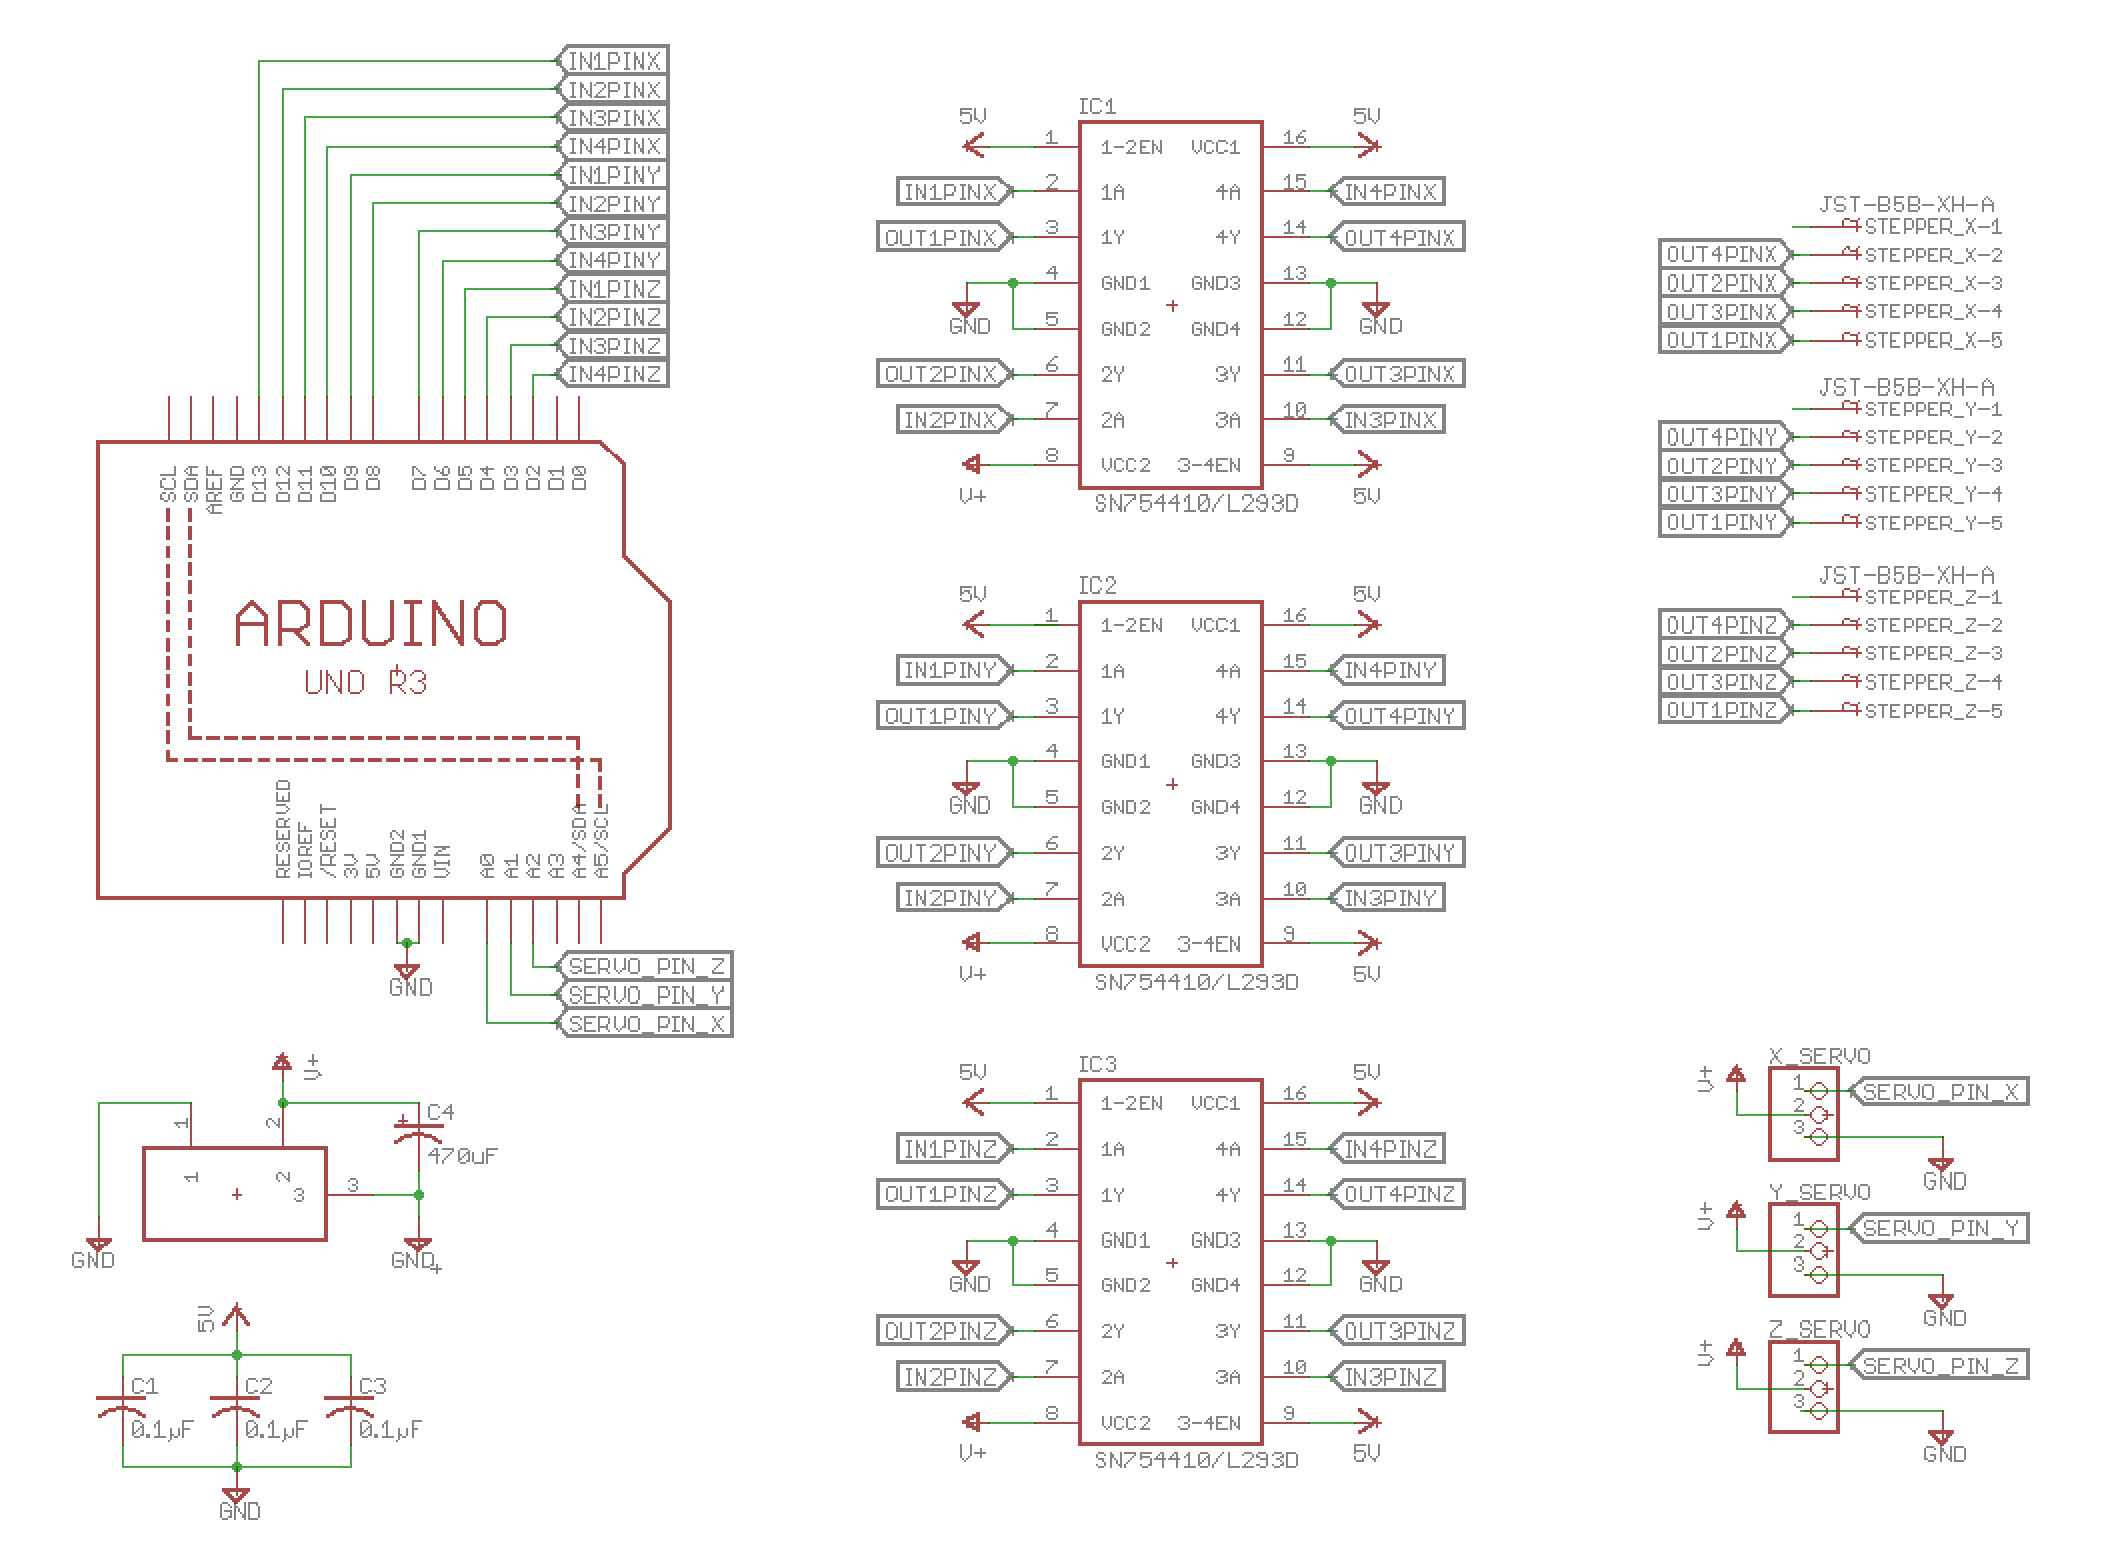 IN1PINX
IN2PINX
IN3PINX
IN4PINX
IN1PINY
IN2PINY
IN3PINY
IN4PINY
IN1PINZ
IN2PINZ
IN3PINZ
IN4PINZ
SCL
SDA
AREF
GND
D13
D12
D11
D10
D9
D8
D7
D6
D5
D4
D3
D2
D1
D0
ARDUINO
UNO R3
RESERVED
IOREF
/RESET
3V
5V
GND2
GND1
VIN
A0
A1
A2
A3
A4/SDA
A5/SCL
GND
SERVO_PIN_Z
SERVO_PIN_Y
SERVO_PIN_X
V+
1
2
1
2
3
3
C4
470uF
GND
GND
5V
C1
0.1µF
C2
0.1µF
C3
0.1µF
GND
IC1
5V 1 1-2EN VCC1 16 5V
IN1PINX 2 1A 4A 15 IN4PINX
OUT1PINX 3 1Y 4Y 14 OUT4PINX
4 GND1 GND3 13
GND 5 GND2 GND4 12 GND
OUT2PINX 6 2Y 3Y 11 OUT3PINX
IN2PINX 7 2A 3A 10 IN3PINX
V+ 8 VCC2 3-4EN 9 5V
SN754410/L293D
IC2
5V 1 1-2EN VCC1 16 5V
IN1PINY 2 1A 4A 15 IN4PINY
OUT1PINY 3 1Y 4Y 14 OUT4PINY
4 GND1 GND3 13
GND 5 GND2 GND4 12 GND
OUT2PINY 6 2Y 3Y 11 OUT3PINY
IN2PINY 7 2A 3A 10 IN3PINY
V+ 8 VCC2 3-4EN 9 5V
SN754410/L293D
IC3
5V 1 1-2EN VCC1 16 5V
IN1PINZ 2 1A 4A 15 IN4PINZ
OUT1PINZ 3 1Y 4Y 14 OUT4PINZ
4 GND1 GND3 13
GND 5 GND2 GND4 12 GND
OUT2PINZ 6 2Y 3Y 11 OUT3PINZ
IN2PINZ 7 2A 3A 10 IN3PINZ
V+ 8 VCC2 3-4EN 9 5V
SN754410/L293D
JST-B5B-XH-A
STEPPER_X-1
OUT4PINX STEPPER_X-2
OUT2PINX STEPPER_X-3
OUT3PINX STEPPER_X-4
OUT1PINX STEPPER_X-5
JST-B5B-XH-A
STEPPER_Y-1
OUT4PINY STEPPER_Y-2
OUT2PINY STEPPER_Y-3
OUT3PINY STEPPER_Y-4
OUT1PINY STEPPER_Y-5
JST-B5B-XH-A
STEPPER_Z-1
OUT4PINZ STEPPER_Z-2
OUT2PINZ STEPPER_Z-3
OUT3PINZ STEPPER_Z-4
OUT1PINZ STEPPER_Z-5
X_SERVO
V+ 1 SERVO_PIN_X
2
3
GND
Y_SERVO
V+ 1 SERVO_PIN_Y
2
3
GND
Z_SERVO
V+ 1 SERVO_PIN_Z
2
3
GND